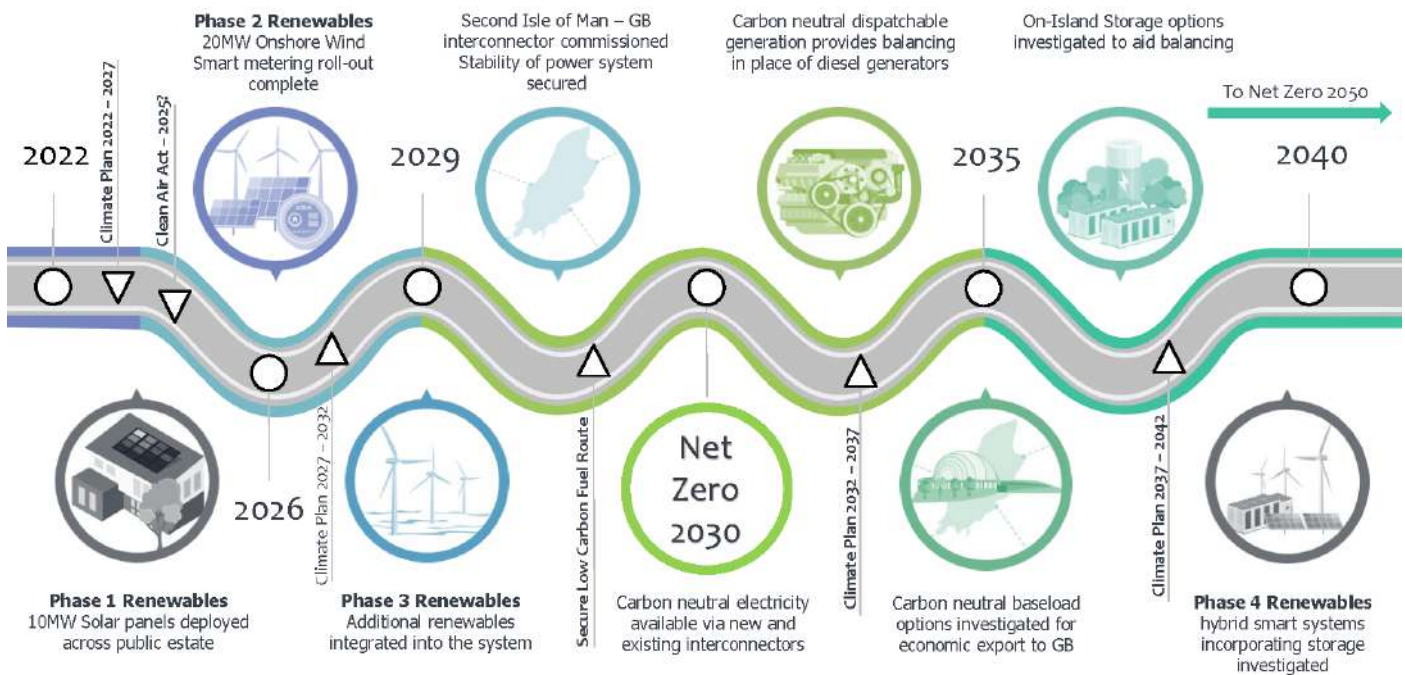 Phase 2 Renewables
20MW Onshore Wind
Smart metering roll-out
complete
Second Isle of Man – GB
interconnector commissioned
Stability of power system
secured
Carbon neutral dispatchable
generation provides balancing
in place of diesel generators
On-Island Storage options
investigated to aid balancing
To Net Zero 2050
2022
Climate Plan 2022 – 2027
Clean Air Act – 2025?
2029
2035
2040
2026
Climate Plan 2027 – 2032
Secure Low Carbon Fuel Route
Net
Zero
2030
Climate Plan 2032 – 2037
Climate Plan 2037 – 2042
Phase 1 Renewables
10MW Solar panels deployed
across public estate
Phase 3 Renewables
Additional renewables
integrated into the system
Carbon neutral electricity
available via new and
existing interconnectors
Carbon neutral baseload
options investigated for
economic export to GB
Phase 4 Renewables
hybrid smart systems
incorporating storage
investigated